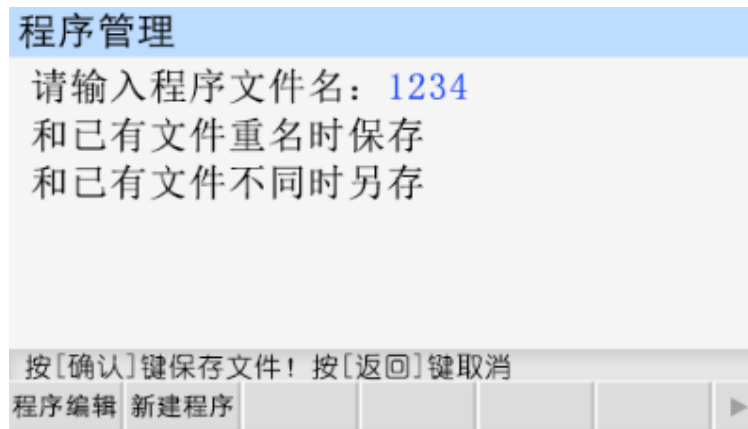 程序管理
请输入程序文件名：1234
和已有文件重名时保存
和已有文件不同时另存
按[确认]键保存文件！按[返回]键取消
程序编辑 新建程序